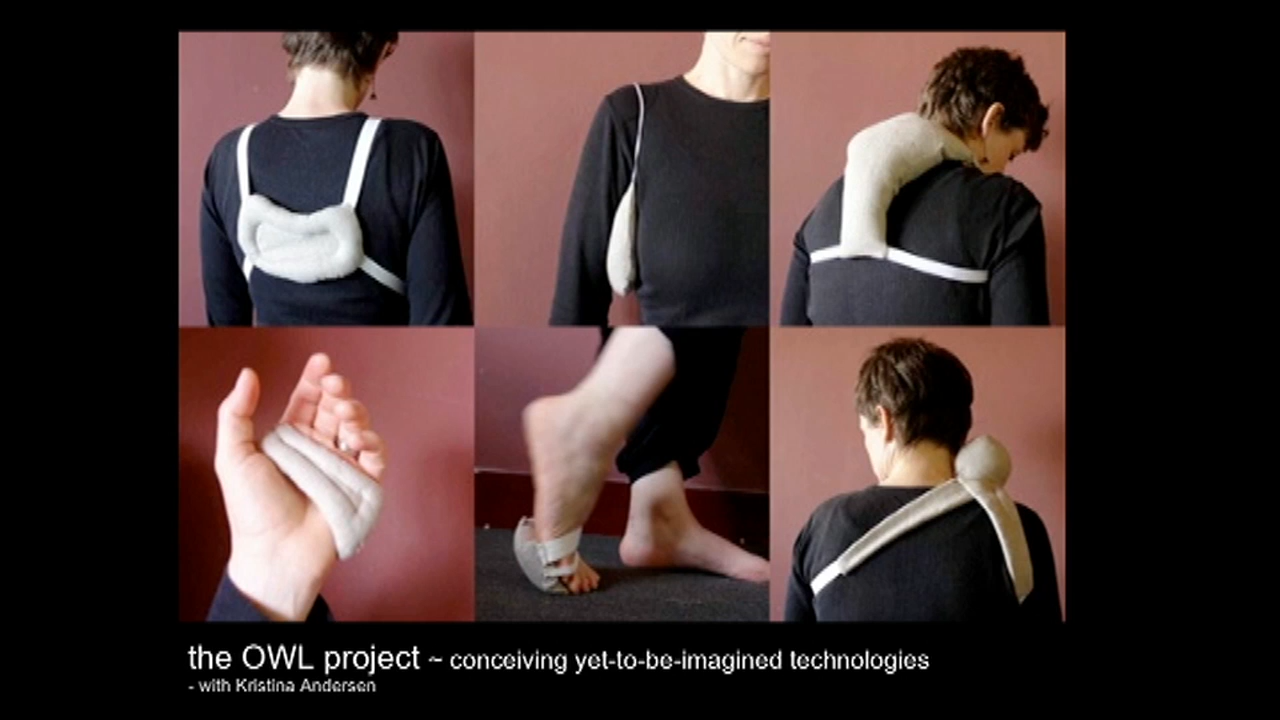 the OWL project ~ conceiving yet-to-be-imagined technologies
- with Kristina Andersen